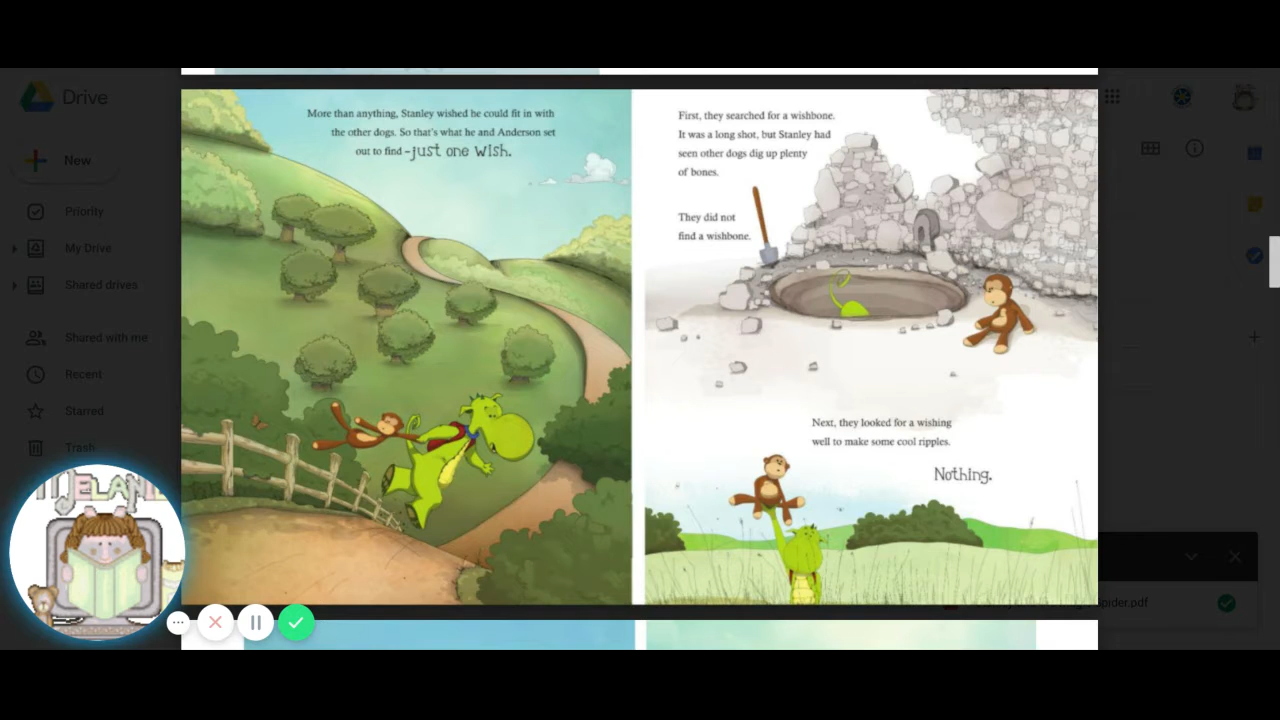 Drive
New
Priority
My Drive
Shared drives
Shared with me
Recent
Starred
Trash
More than anything, Stanley wished he could fit in with
the other dogs. So that's what he and Anderson set
out to find -just one wish.
First, they searched for a wishbone.
It was a long shot, but Stanley had
seen other dogs dig up plenty
of bones.
They did not
find a wishbone.
Next, they looked for a wishing
well to make some cool ripples.
Nothing.
spider.pdf